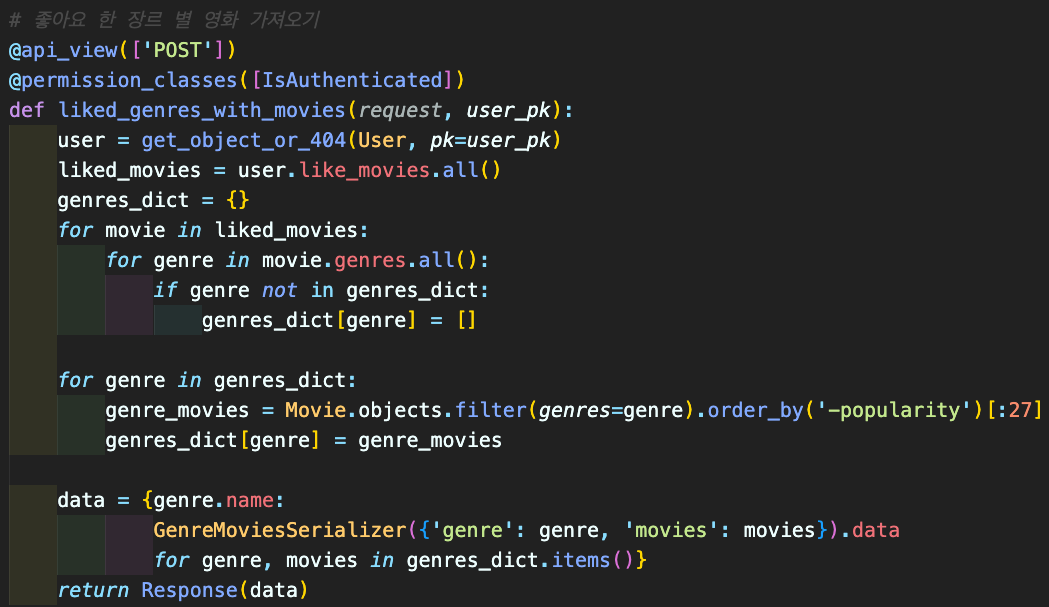 # 좋아요 한 장르 별 영화 가져오기
@api_view(['POST'])
@permission_classes([IsAuthenticated])
def liked_genres_with_movies(request, user_pk):
    user = get_object_or_404(User, pk=user_pk)
    liked_movies = user.like_movies.all()
    genres_dict = {}
    for movie in liked_movies:
        for genre in movie.genres.all():
            if genre not in genres_dict:
                genres_dict[genre] = []

    for genre in genres_dict:
        genre_movies = Movie.objects.filter(genres=genre).order_by('-popularity')[:27]
        genres_dict[genre] = genre_movies

    data = {genre.name:
            GenreMoviesSerializer({'genre': genre, 'movies': movies}).data
            for genre, movies in genres_dict.items()}
    return Response(data)